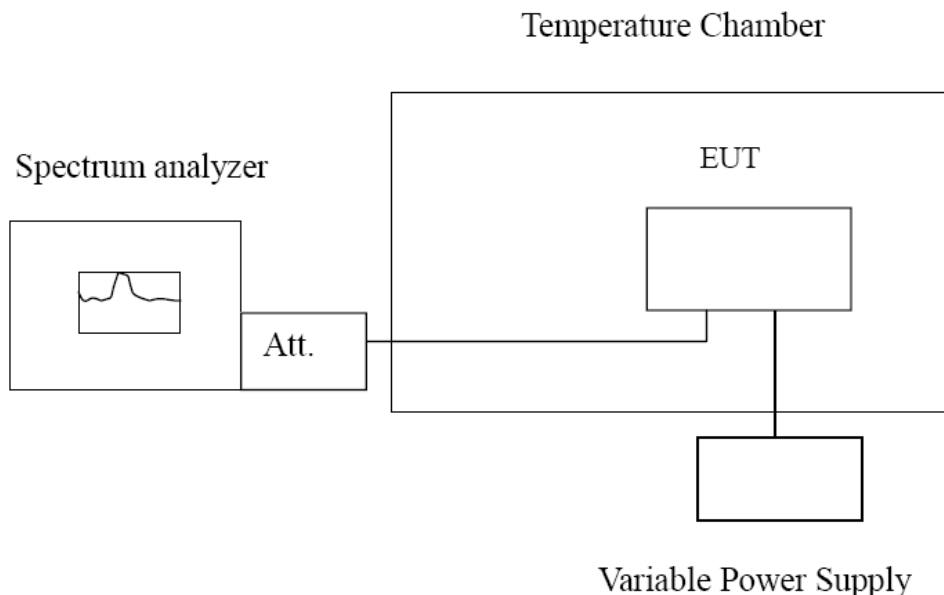 Temperature Chamber
EUT
Spectrum analyzer
Att.
Variable Power Supply